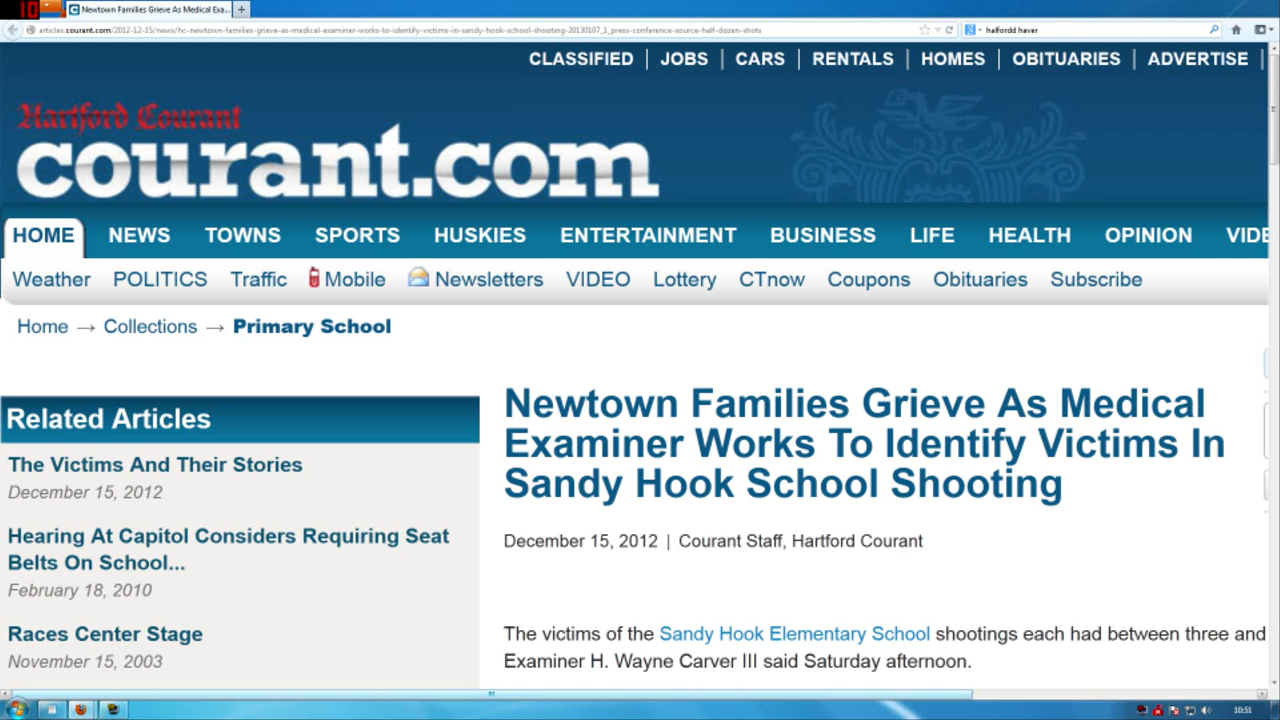 10
Newtown Families Grieve As Medical Exa...
articles.courant.com/2012-12-15/news/hc-newtown-families-grieve-as-medical-examiner-works-to-identify-victims-in-sandy-hook-school-shooting-20130107_1_press-conference-source-half-dozen-shots
halfordd haver
CLASSIFIED | JOBS | CARS | RENTALS | HOMES | OBITUARIES | ADVERTISE |
Hartford Courant
courant.com
HOME NEWS TOWNS SPORTS HUSKIES ENTERTAINMENT BUSINESS LIFE HEALTH OPINION VIDE
Weather POLITICS Traffic Mobile Newsletters VIDEO Lottery CTnow Coupons Obituaries Subscribe
Home → Collections → Primary School
Related Articles
The Victims And Their Stories
December 15, 2012
Hearing At Capitol Considers Requiring Seat
Belts On School...
February 18, 2010
Races Center Stage
November 15, 2003
Newtown Families Grieve As Medical
Examiner Works To Identify Victims In
Sandy Hook School Shooting
December 15, 2012 | Courant Staff, Hartford Courant
The victims of the Sandy Hook Elementary School shootings each had between three and
Examiner H. Wayne Carver III said Saturday afternoon.
10:51